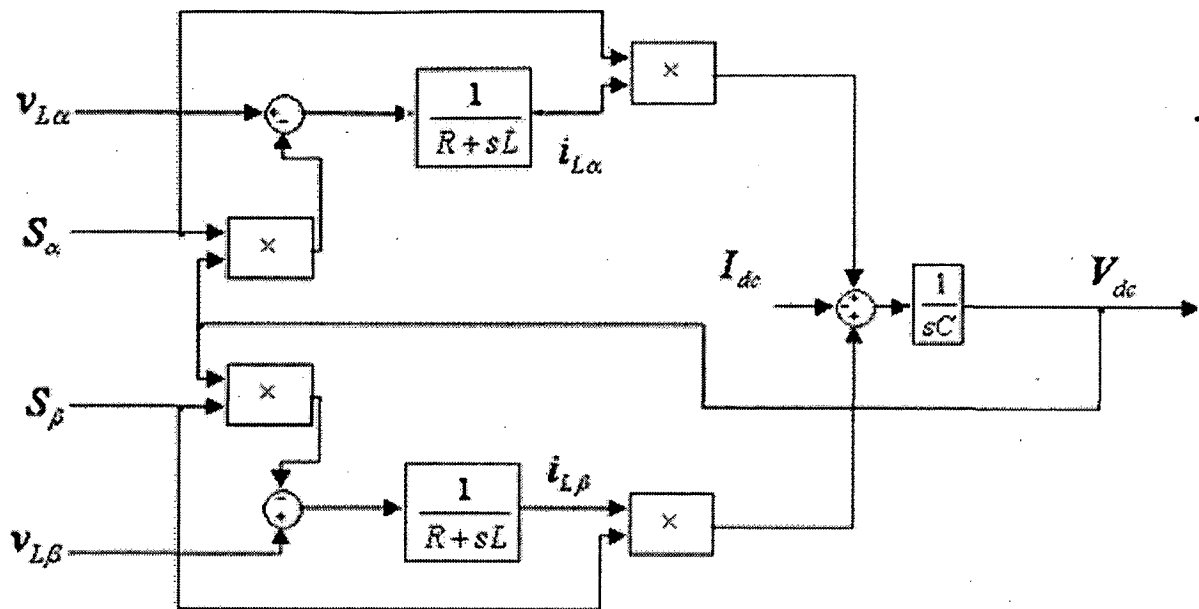 ×
1
v_{Lα}
+
−
R + sL
i_{Lα}
S_α
×
I_{dc}
V_{dc}
+
−
+
1
sC
×
S_β
−
+
1
R + sL
i_{Lβ}
×
v_{Lβ}